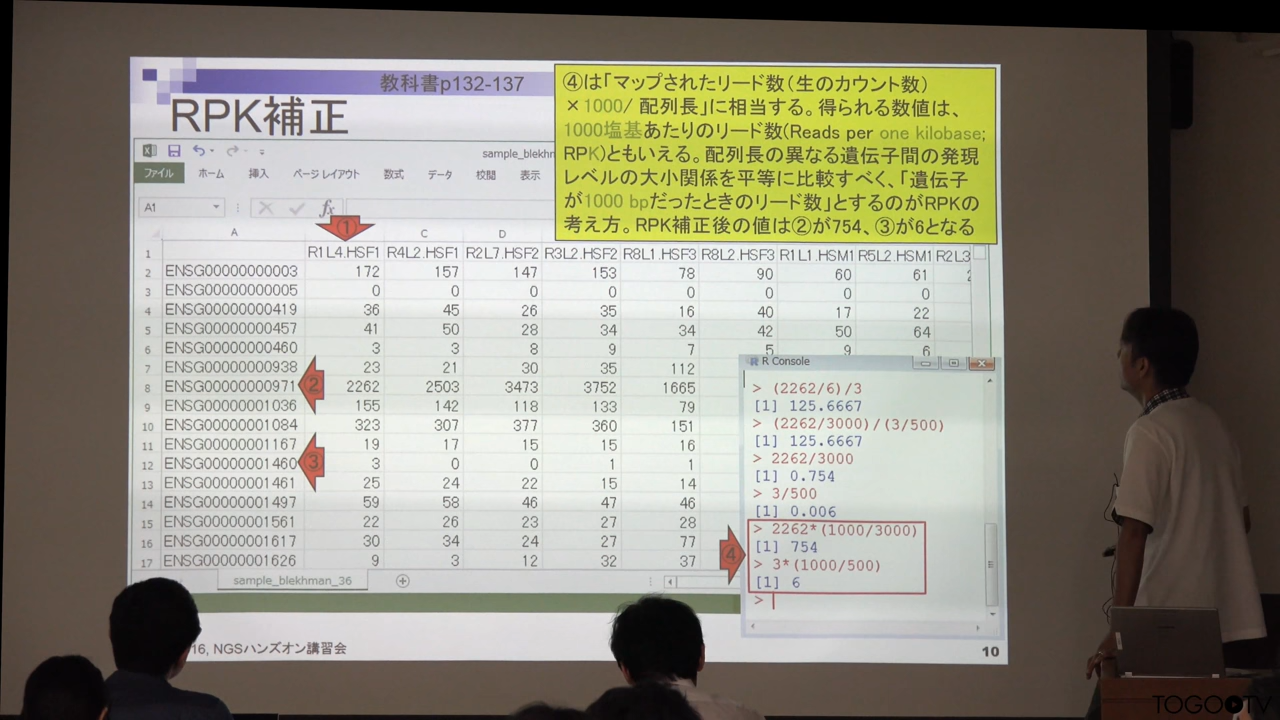 教科書p132-137
RPK補正
④は「マップされたリード数（生のカウント数）
×1000/ 配列長」に相当する。得られる数値は、
1000塩基あたりのリード数(Reads per one kilobase;
RPK)ともいえる。配列長の異なる遺伝子間の発現
レベルの大小関係を平等に比較すべく、「遺伝子
が1000 bpだったときのリード数」とするのがRPKの
考え方。RPK補正後の値は②が754、③が6となる
sample_blekhm
ファイル ホーム 挿入 ページ レイアウト 数式 データ 校閲 表示
A1 fx
①
A C D
1 R1L4.HSF1 R4L2.HSF1 R2L7.HSF2 R3L2.HSF2 R8L1.HSF3 R8L2.HSF3 R1L1.HSM1 R5L2.HSM1 R2L3
2 ENSG00000000003 172 157 147 153 78 90 60 61
3 ENSG00000000005 0 0 0 0 0 0 0 0
4 ENSG00000000419 36 45 26 35 16 40 17 22
5 ENSG00000000457 41 50 28 34 34 42 50 64
6 ENSG00000000460 3 3 8 9 7 5 9 6
7 ENSG00000000938 23 21 30 35 112
8 ENSG00000000971 ② 2262 2503 3473 3752 1665
9 ENSG00000001036 155 142 118 133 79
10 ENSG00000001084 323 307 377 360 151
11 ENSG00000001167 19 17 15 15 16
12 ENSG00000001460 ③ 3 0 0 1 1
13 ENSG00000001461 25 24 22 15 14
14 ENSG00000001497 59 58 46 47 46
15 ENSG00000001561 22 26 23 27 28
16 ENSG00000001617 30 34 24 27 77
17 ENSG00000001626 9 3 12 32 37
sample_blekhman_36
R Console
> (2262/6)/3
[1] 125.6667
> (2262/3000)/(3/500)
[1] 125.6667
> 2262/3000
[1] 0.754
> 3/500
[1] 0.006
> 2262*(1000/3000)
[1] 754
④
> 3*(1000/500)
[1] 6
>
16, NGSハンズオン講習会
10
TOGOTV